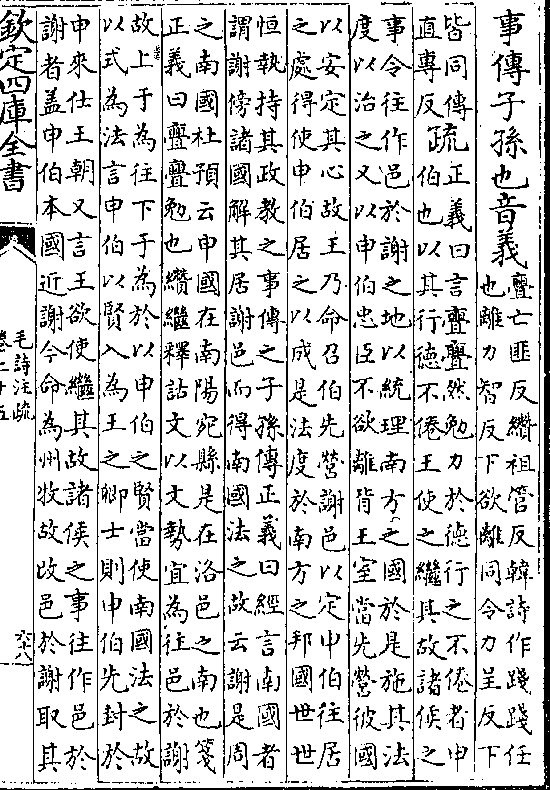 事傳子孫也音義
亹亡匪反纘祖管反韓詩作踐踐任
也離力智反下欲離同令力呈反下
皆同傳
直專反
疏
正義曰言亹亹然勉力於德行之不倦者申
伯也以其行德不倦王使之繼其故諸侯之
事令往作邑於謝之地以統理南方之國於是施其法
度以治之又以申伯忠臣不欲離背王室當先營彼國
以安定其心故王乃命召伯先營謝邑以定申伯往居
之處得使申伯居之以成是法度於南方之邦國世世
恒執持其政教之事傳之子孫傳正義曰經言南國者
謂謝傍諸國解其居謝邑而得南國法之故云謝是周
之南國杜預云申國在南陽宛縣是在洛邑之南也箋
正義曰亹亹勉也纘繼釋詁文以文勢宜為往邑於謝
故上于為往下于為於以申伯之賢當使南國法之故
以式為法言申伯以賢入為王之卿士則申伯先封於
申來仕王朝又言王欲使繼其故諸侯之事往作邑於
謝者蓋申伯本國近謝今命為州牧故改邑於謝取其
欽定四庫全書
毛詩注疏
卷二十五
六十八